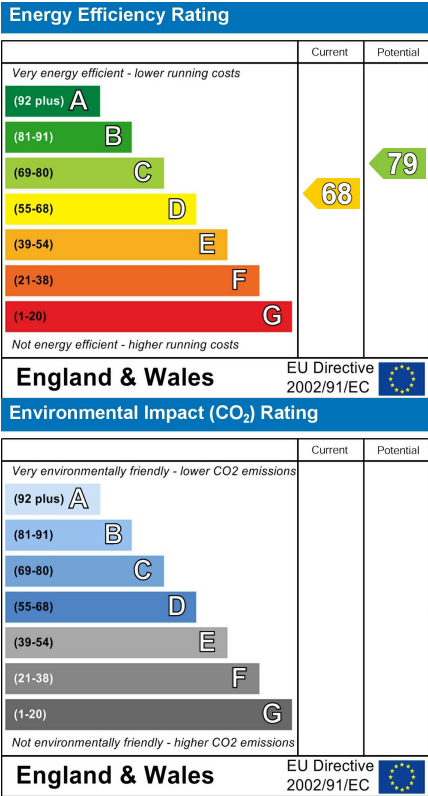 Energy Efficiency Rating
Current Potential
Very energy efficient - lower running costs
(92 plus) A
(81-91) B
(69-80) C
(55-68) D
(39-54) E
(21-38) F
(1-20) G
68
79
Not energy efficient - higher running costs
England & Wales
EU Directive
2002/91/EC
Environmental Impact (CO₂) Rating
Current Potential
Very environmentally friendly - lower CO2 emissions
(92 plus) A
(81-91) B
(69-80) C
(55-68) D
(39-54) E
(21-38) F
(1-20) G
Not environmentally friendly - higher CO2 emissions
England & Wales
EU Directive
2002/91/EC